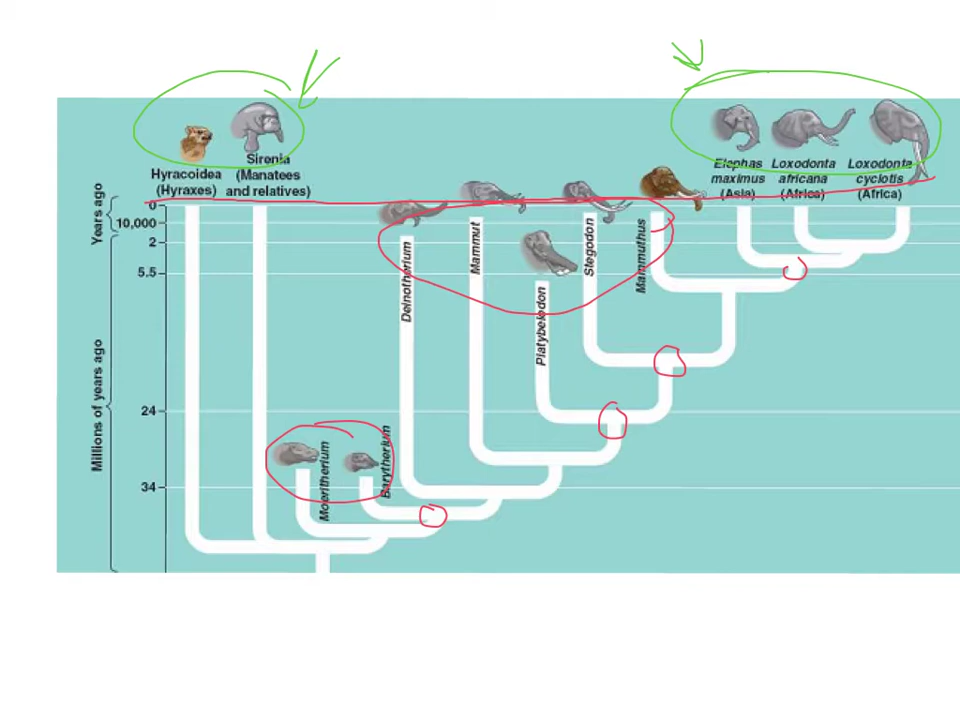 Hyracoidea
(Hyraxes)
Sirenia
(Manatees
and relatives)
Elephas
maximus
(Asia)
Loxodonta
africana
(Africa)
Loxodonta
cyclotis
(Africa)
Years ago
0
10,000
2
5.5
24
34
Millions of years ago
Moeritherium
Barytherium
Deinotherium
Mammut
Platybelodon
Stegodon
Mammuthus